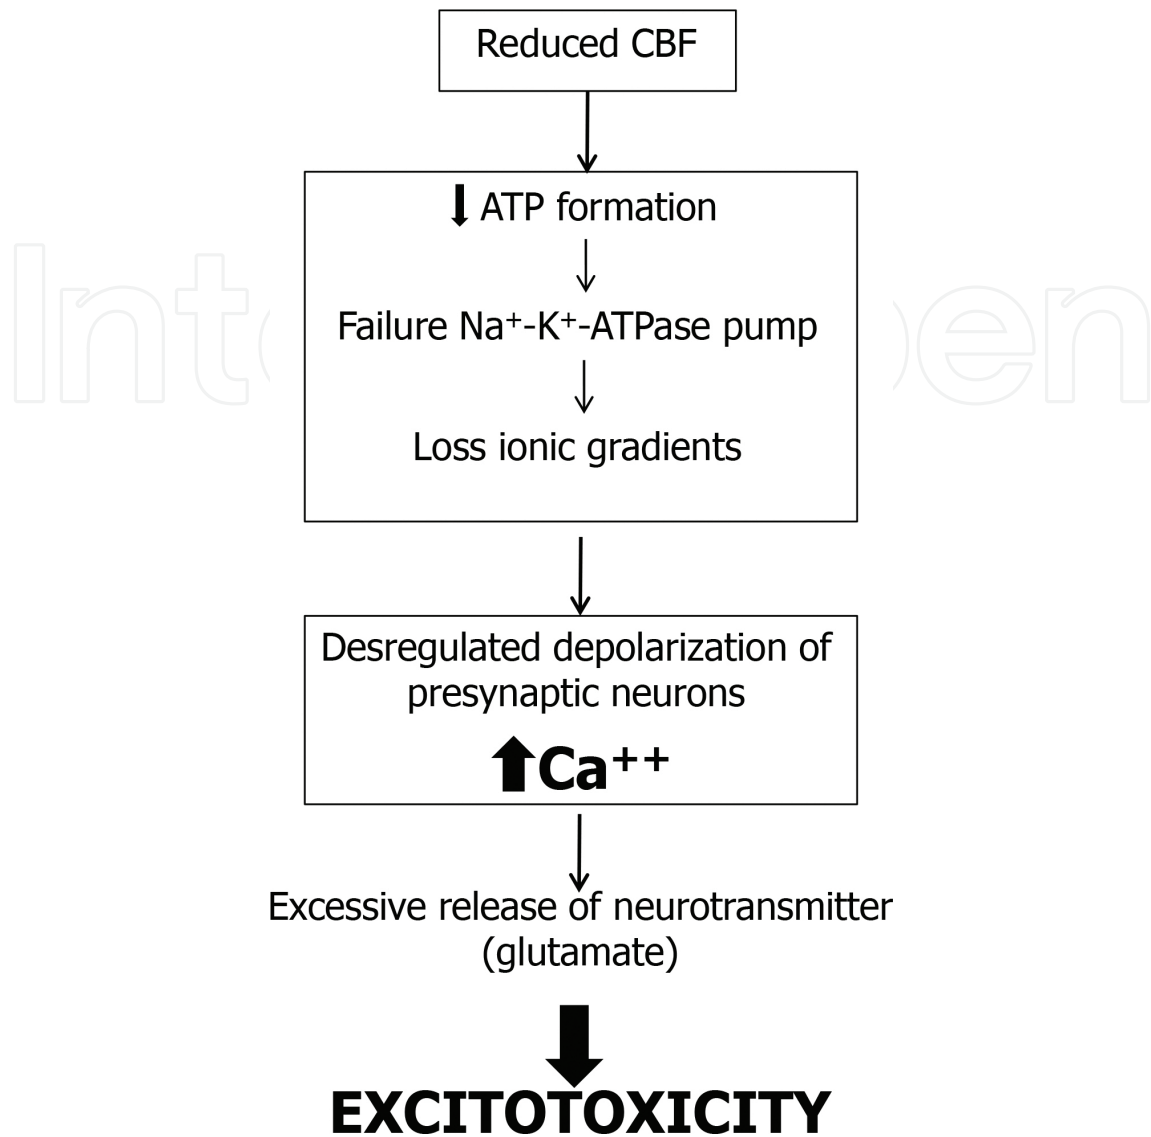 Reduced CBF
ATP formation
Failure Na⁺-K⁺-ATPase pump
Loss ionic gradients
Desregulated depolarization of
presynaptic neurons
Ca⁺⁺
Excessive release of neurotransmitter
(glutamate)
EXCITOTOXICITY